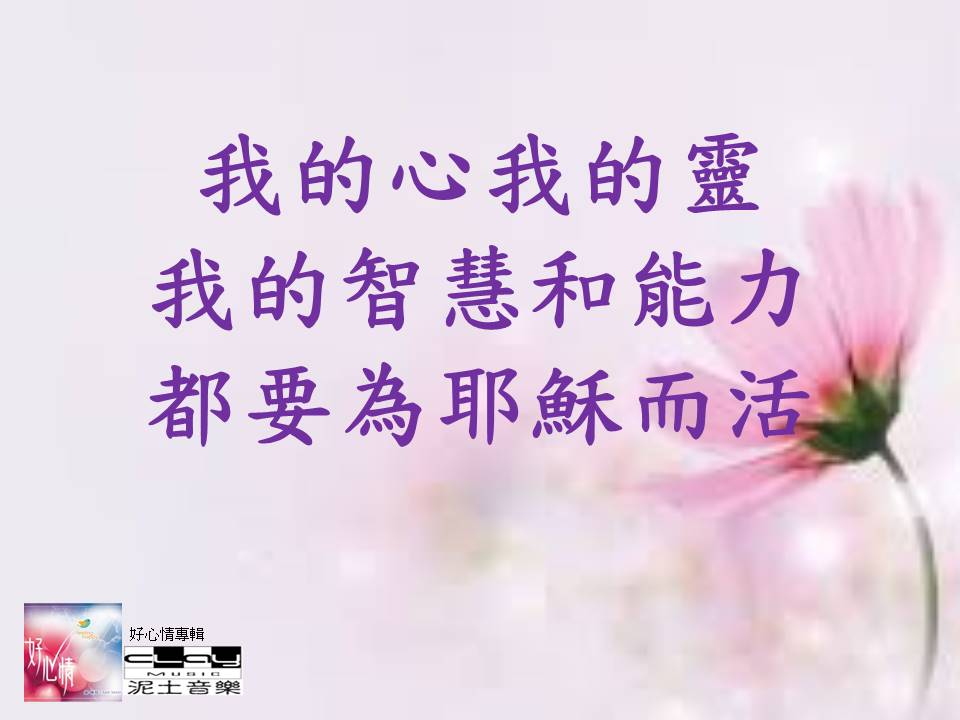 我的心我的靈
我的智慧和能力
都要為耶穌而活
好心情
好心情專輯
CLay
Music
泥土音樂